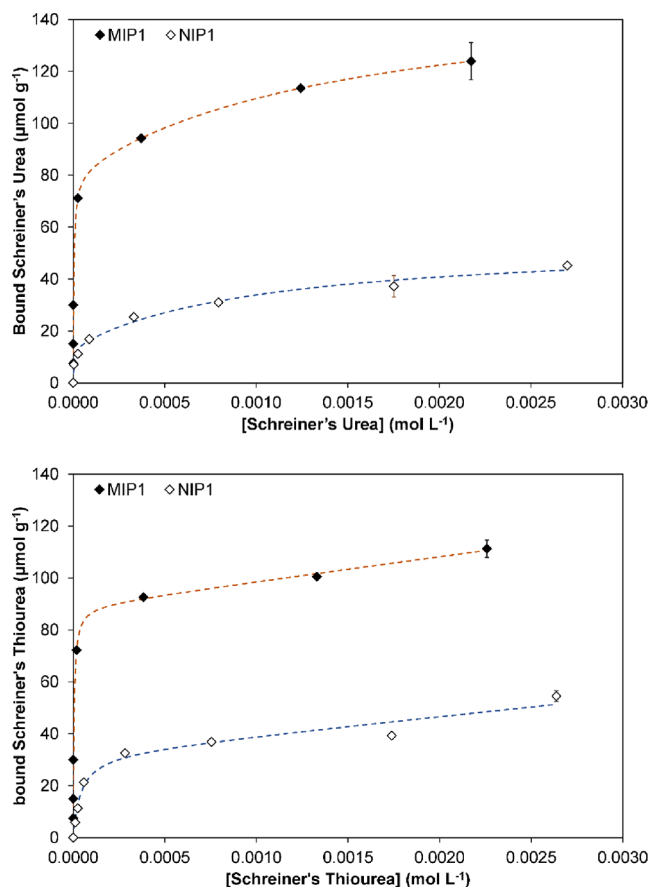 140
MIP1 NIP1
120
100
80
60
40
20
0
Bound Schreiner's Urea (µmol g⁻¹)
0.0000 0.0005 0.0010 0.0015 0.0020 0.0025 0.0030
[Schreiner's Urea] (mol L⁻¹)
140
MIP1 NIP1
120
100
80
60
40
20
0
bound Schreiner's Thiourea (µmol g⁻¹)
0.0000 0.0005 0.0010 0.0015 0.0020 0.0025 0.0030
[Schreiner's Thiourea] (mol L⁻¹)